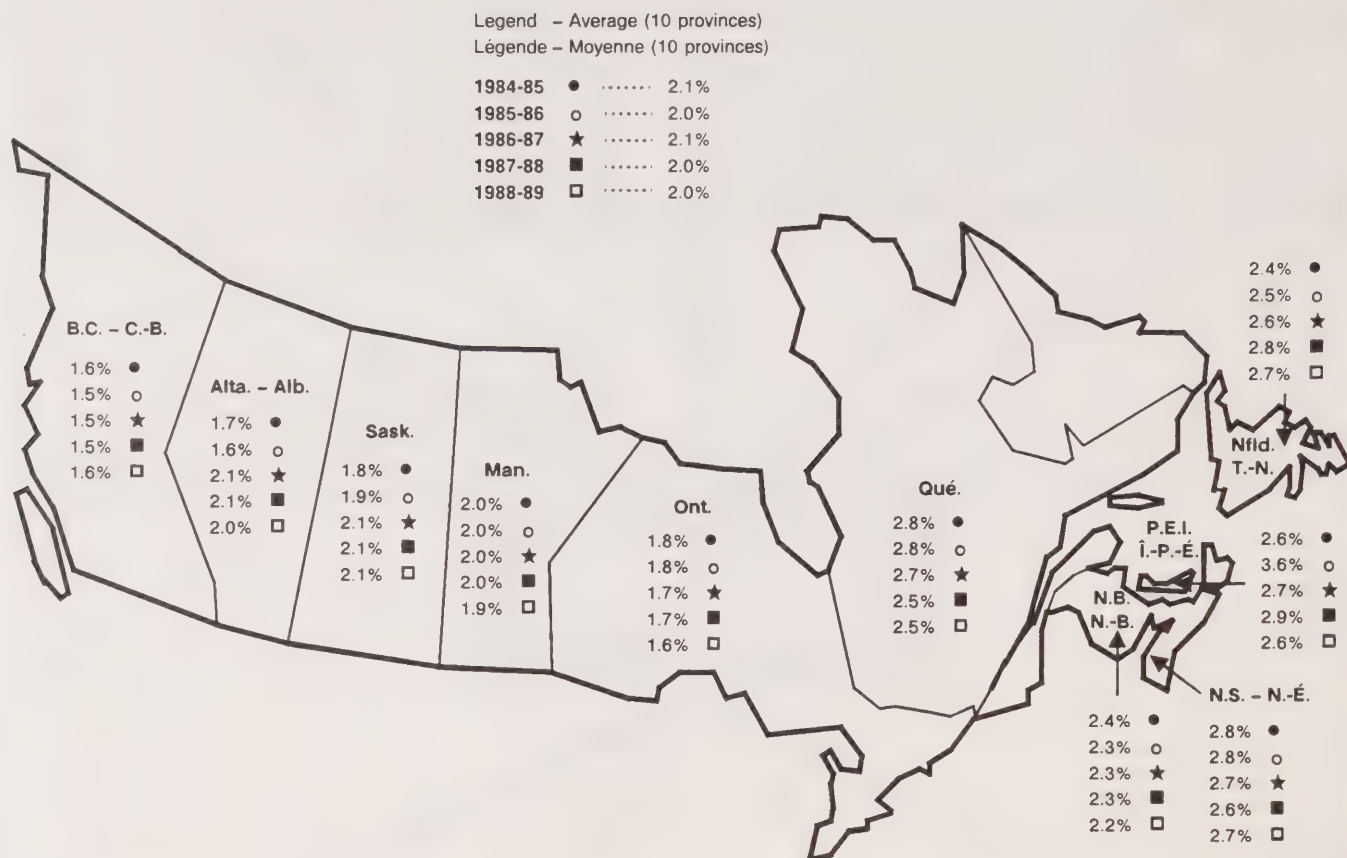 Legend – Average (10 provinces)
Légende – Moyenne (10 provinces)
1984-85 ● ...... 2.1%
1985-86 ○ ...... 2.0%
1986-87 ★ ...... 2.1%
1987-88 ■ ...... 2.0%
1988-89 □ ...... 2.0%
B.C. – C.-B.
1.6% ●
1.5% ○
1.5% ★
1.5% ■
1.6% □
Alta. – Alb.
1.7% ●
1.6% ○
2.1% ★
2.1% ■
2.0% □
Sask.
1.8% ●
1.9% ○
2.1% ★
2.1% ■
2.1% □
Man.
2.0% ●
2.0% ○
2.0% ★
2.0% ■
1.9% □
Ont.
1.8% ●
1.8% ○
1.7% ★
1.7% ■
1.6% □
Qué.
2.8% ●
2.8% ○
2.7% ★
2.5% ■
2.5% □
2.4% ●
2.5% ○
2.6% ★
2.8% ■
2.7% □
Nfld.
T.-N.
P.E.I.
Î.-P.-É.
2.6% ●
3.6% ○
2.7% ★
2.9% ■
2.6% □
N.B.
N.-B.
2.4% ●
2.3% ○
2.3% ★
2.3% ■
2.2% □
N.S. – N.-É.
2.8% ●
2.8% ○
2.7% ★
2.6% ■
2.7% □